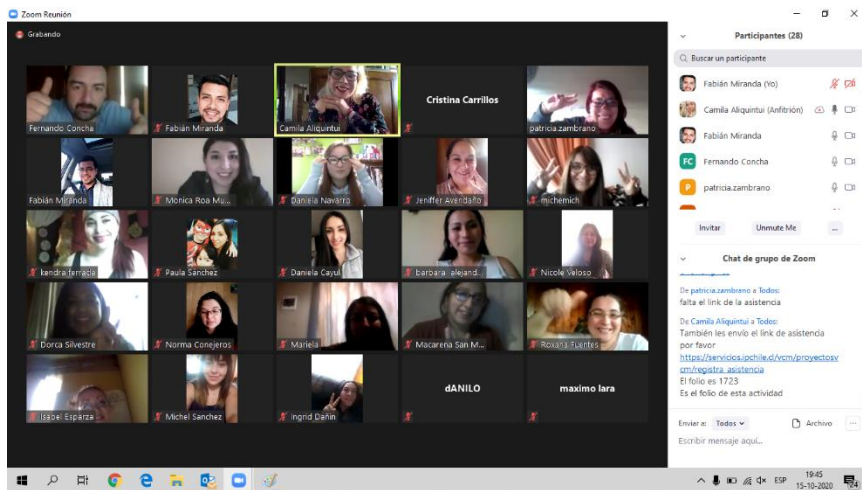 Zoom Reunión
Grabando
Participantes (28)
Buscar un participante
Fabián Miranda (Yo)
Camila Aliquintui (Anfitrión)
Fabián Miranda
FC Fernando Concha
P patricia.zambrano
Invitar
Unmute Me
...
Chat de grupo de Zoom
De patricia.zambrano a Todos:
falta el link de la asistencia
De Camila Aliquintui a Todos:
También les envío el link de asistencia
por favor
https://servicios.ipchile.cl/vcm/proyectosv
cm/registra_asistencia
El folio es 1723
Es el folio de esta actividad
Enviar a: Todos
Archivo
...
Escribir mensaje aquí...
Fernando Concha
Fabián Miranda
Camila Aliquintui
Cristina Carrillos
patricia.zambrano
Fabián Miranda
Monica Roa Mu...
Daniela Navarro
Jeniffer Avendaño
michemich
kendra ferrada
Paula Sánchez
Daniela Cayul
barbara alejand...
Nicole Veloso
Dorca Silvestre
Norma Conejeros
Mariela
Macarena San M...
Roxana Fuentes
Isabel Esparza
Michel Sanchez
Ingrid Dañin
dANILO
maximo lara
ESP
19:45
15-10-2020
24